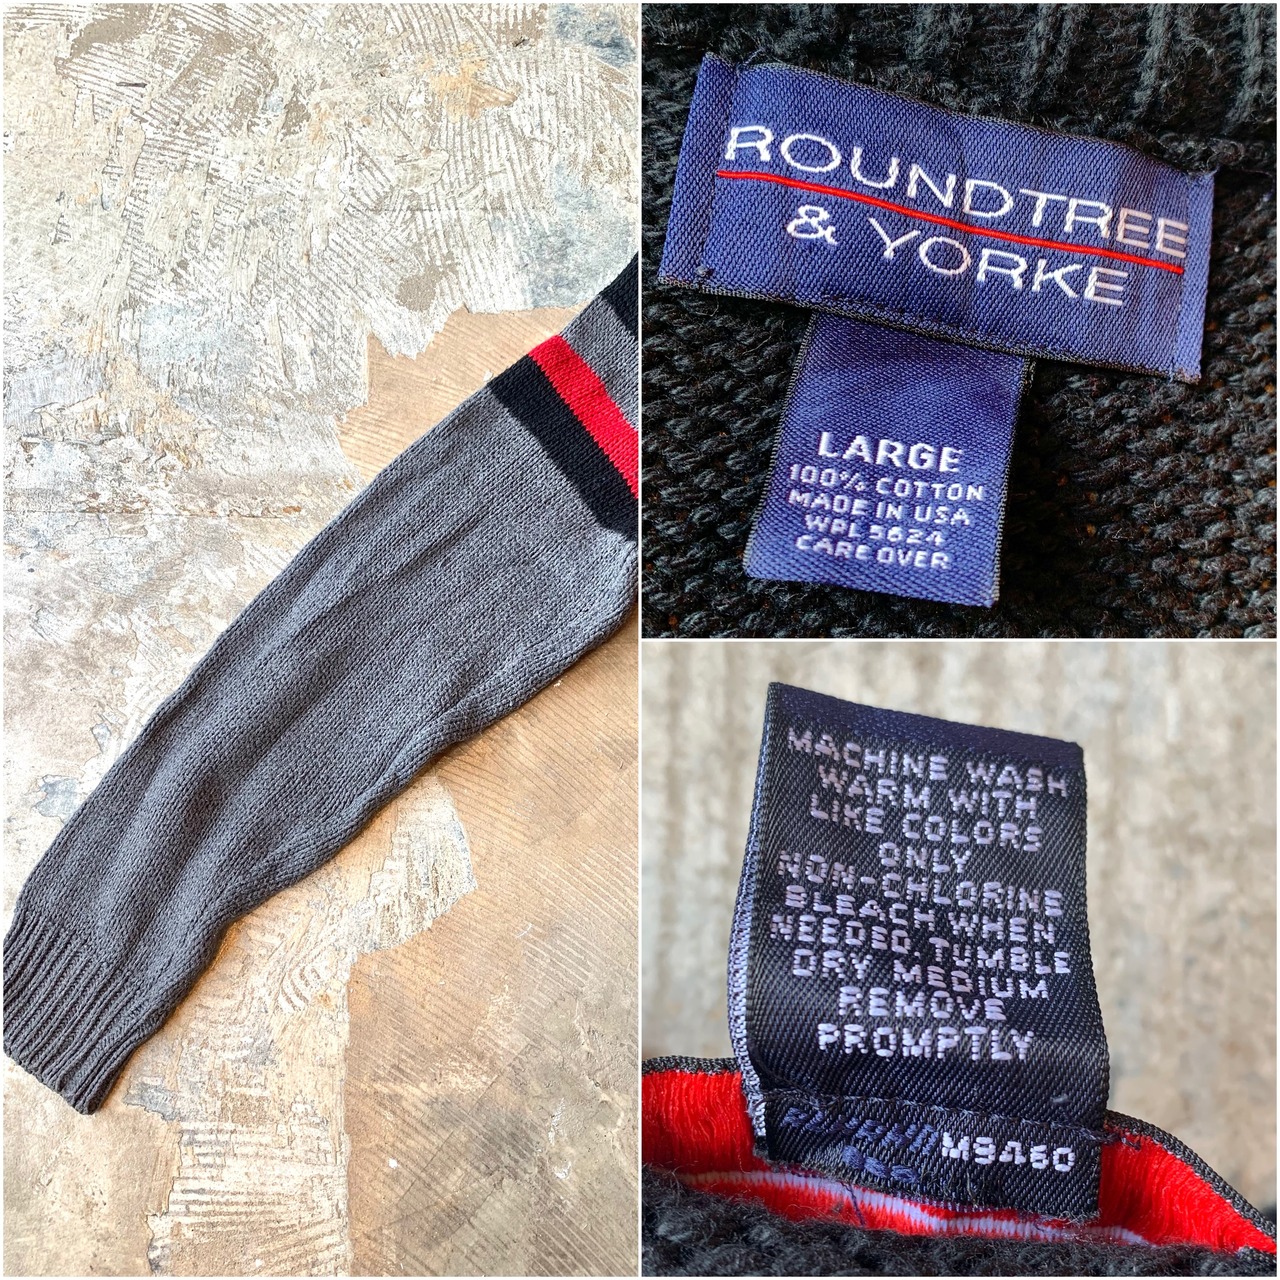 ROUNDTREE
& YORKE
LARGE
100% COTTON
MADE IN USA
WPL 5624
CARE OVER
MACHINE WASH
WARM WITH
LIKE COLORS
ONLY
NON-CHLORINE
BLEACH WHEN
NEEDED. TUMBLE
DRY MEDIUM
REMOVE
PROMPTLY